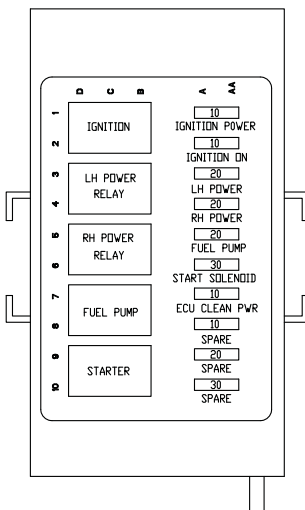 D C B A AA
1
IGNITION
2
3
LH POWER
RELAY
4
5
RH POWER
RELAY
6
7
FUEL PUMP
8
9
STARTER
10
10
IGNITION POWER
10
IGNITION ON
20
LH POWER
20
RH POWER
20
FUEL PUMP
30
START SOLENOID
10
ECU CLEAN PWR
10
SPARE
20
SPARE
30
SPARE